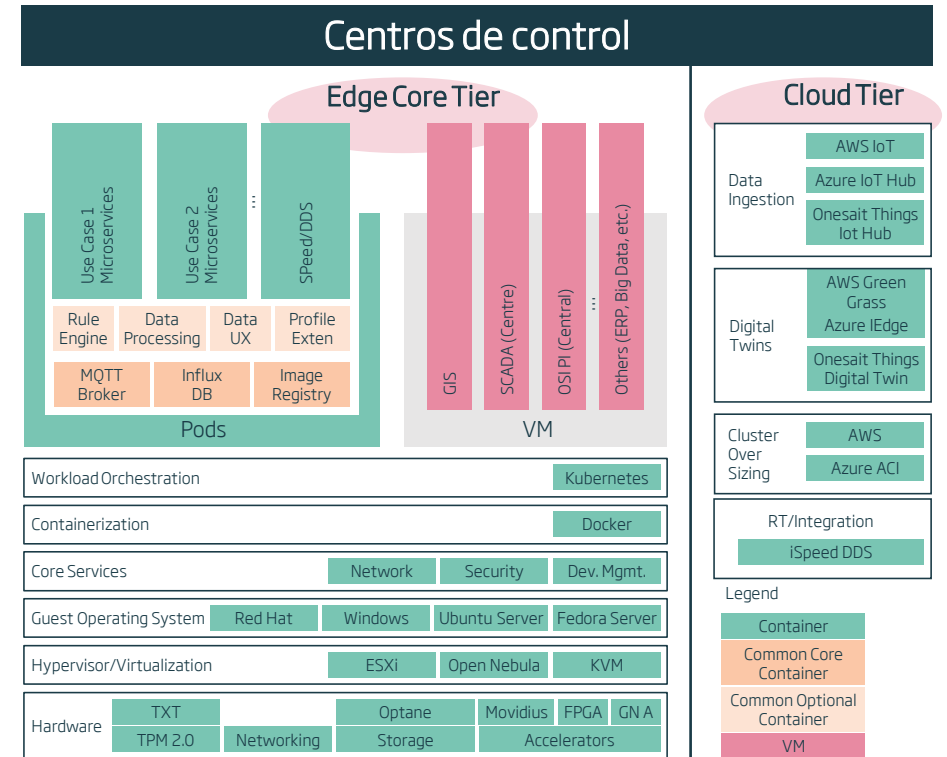 Centros de control
Edge Core Tier
Use Case 1
Microservices
Use Case 2
Microservices
...
SPeed/DDS
Rule
Engine
Data
Processing
Data
UX
Profile
Exten
MQTT
Broker
Influx
DB
Image
Registry
Pods
GIS
SCADA (Centre)
OSI PI (Central)
...
Others (ERP, Big Data, etc.)
VM
Workload Orchestration
Kubernetes
Containerization
Docker
Core Services
Network
Security
Dev. Mgmt.
Guest Operating System
Red Hat
Windows
Ubuntu Server
Fedora Server
Hypervisor/Virtualization
ESXi
Open Nebula
KVM
Hardware
TXT
Optane
Movidius
FPGA
GN A
TPM 2.0
Networking
Storage
Accelerators
Cloud Tier
Data
Ingestion
AWS IoT
Azure IoT Hub
Onesait Things
Iot Hub
Digital
Twins
AWS Green
Grass
Azure IEdge
Onesait Things
Digital Twin
Cluster
Over
Sizing
AWS
Azure ACI
RT/Integration
iSpeed DDS
Legend
Container
Common Core
Container
Common Optional
Container
VM